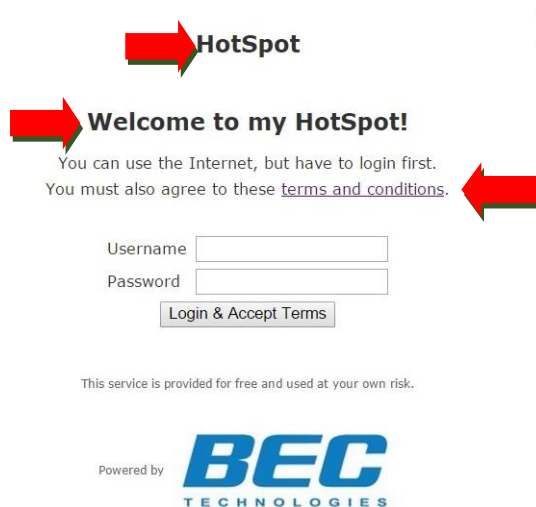 HotSpot
Welcome to my HotSpot!
You can use the Internet, but have to login first.
You must also agree to these terms and conditions.
Username
Password
Login & Accept Terms
This service is provided for free and used at your own risk.
Powered by
BEC
TECHNOLOGIES